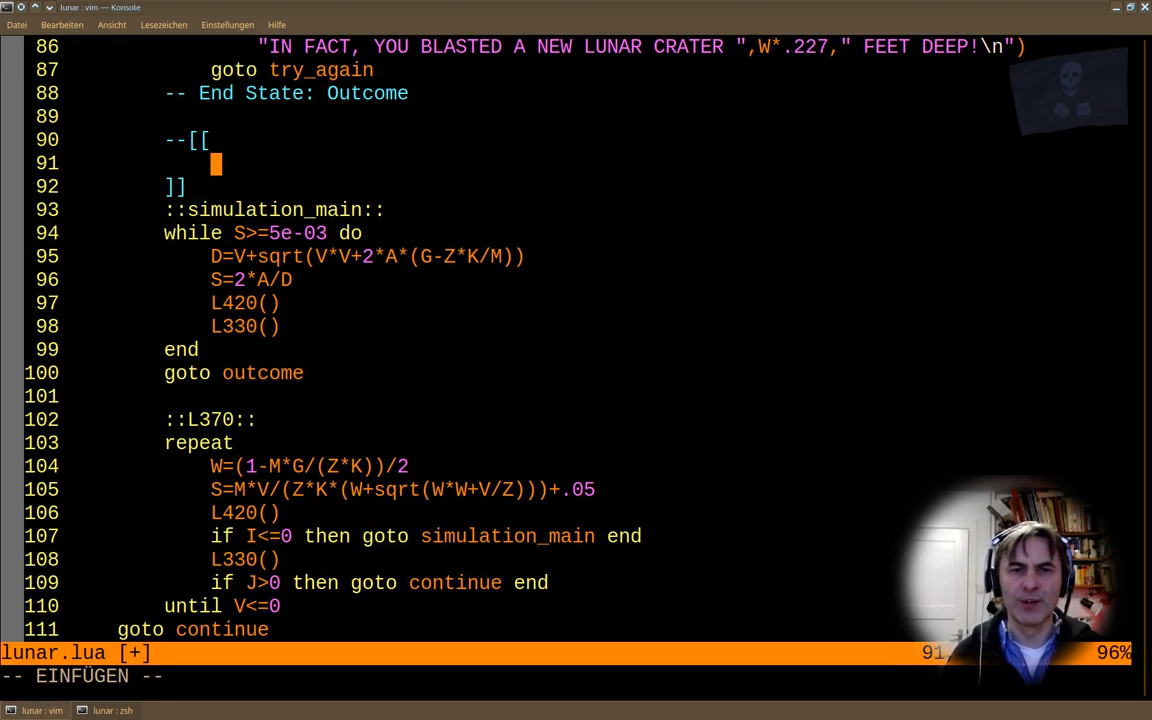 lunar : vim — Konsole
Datei Bearbeiten Ansicht Lesezeichen Einstellungen Hilfe
86 "IN FACT, YOU BLASTED A NEW LUNAR CRATER ",W*.227," FEET DEEP!\n")
87 goto try_again
88 -- End State: Outcome
89
90 --[[
91
92 ]]
93 ::simulation_main::
94 while S>=5e-03 do
95 D=V+sqrt(V*V+2*A*(G-Z*K/M))
96 S=2*A/D
97 L420()
98 L330()
99 end
100 goto outcome
101
102 ::L370::
103 repeat
104 W=(1-M*G/(Z*K))/2
105 S=M*V/(Z*K*(W+sqrt(W*W+V/Z)))+.05
106 L420()
107 if I<=0 then goto simulation_main end
108 L330()
109 if J>0 then goto continue end
110 until V<=0
111 goto continue
lunar.lua [+] 91 96%
-- EINFÜGEN --
lunar : vim lunar : zsh